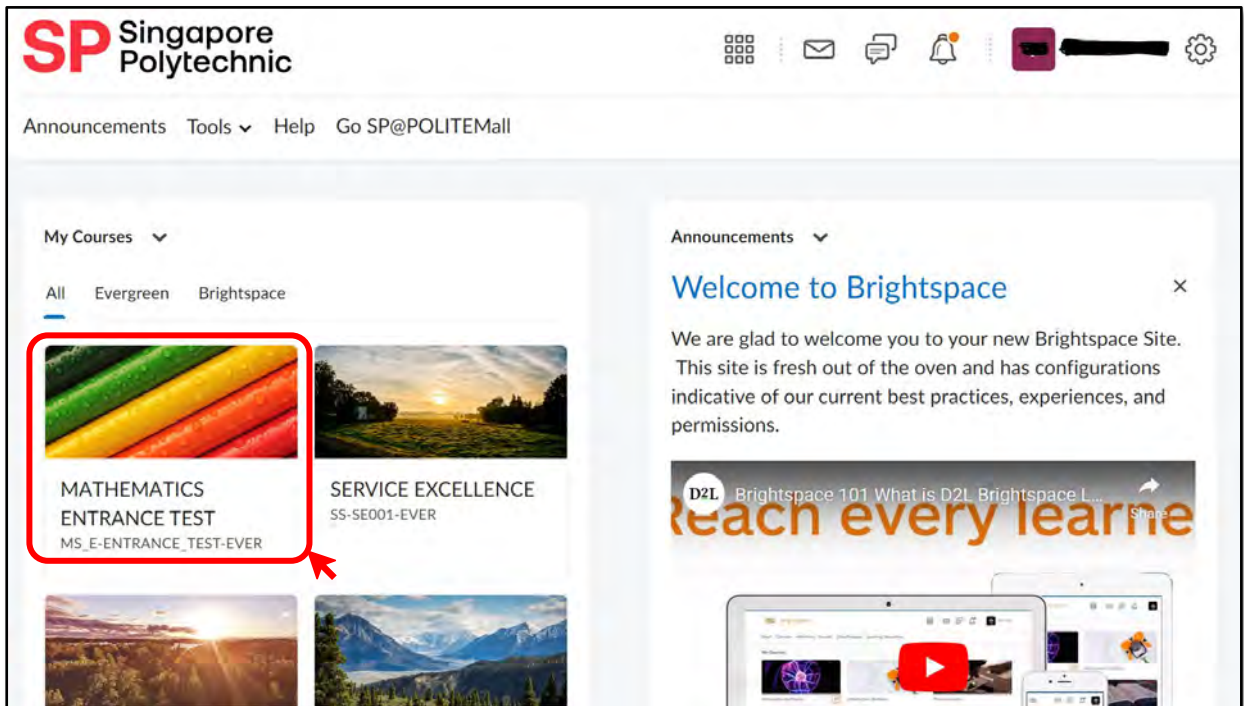 SP Singapore
Polytechnic
Announcements Tools Help Go SP@POLITEMall
My Courses
All Evergreen Brightspace
MATHEMATICS
ENTRANCE TEST
MS_E-ENTRANCE_TEST-EVER
SERVICE EXCELLENCE
SS-SE001-EVER
Announcements
Welcome to Brightspace
We are glad to welcome you to your new Brightspace Site.
This site is fresh out of the oven and has configurations
indicative of our current best practices, experiences, and
permissions.
D2L Brightspace 101 What is D2L Brightspace L...
Share
Reach every learne